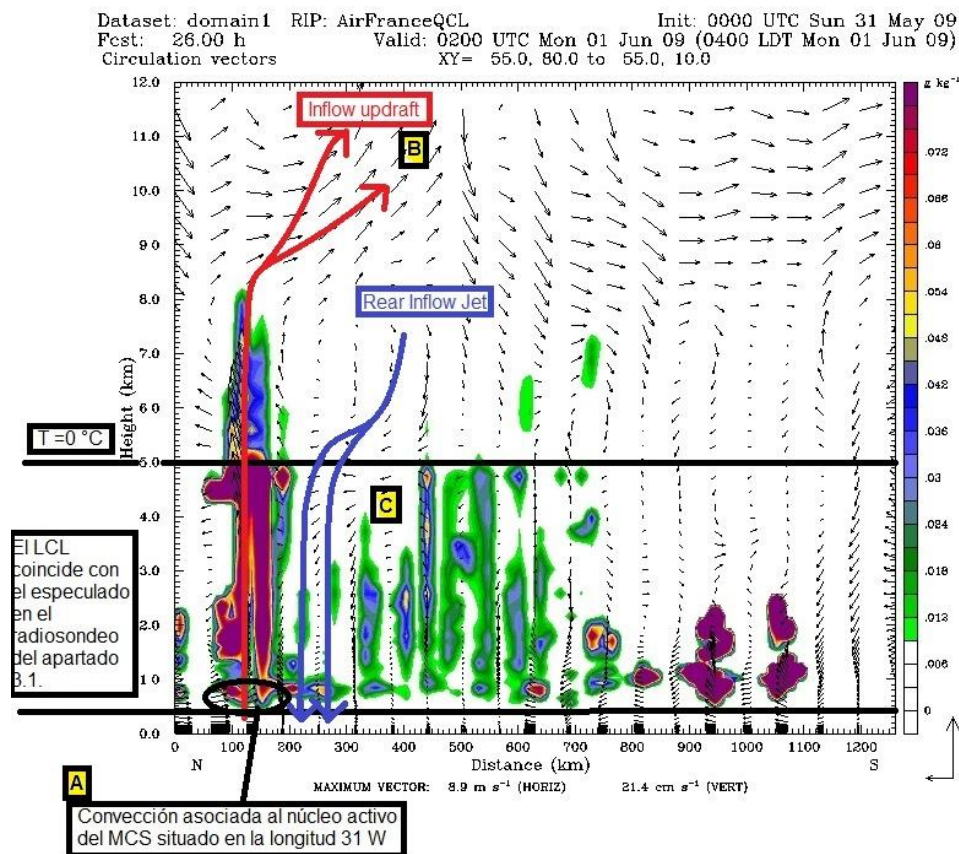 Dataset: domain1 RIP: AirFranceQCL Init: 0000 UTC Sun 31 May 09
Fcst: 26.00 h Valid: 0200 UTC Mon 01 Jun 09 (0400 LDT Mon 01 Jun 09)
Circulation vectors XY= 55.0, 80.0 to 55.0, 10.0
g kg⁻¹
12.0
11.0
10.0
9.0
8.0
7.0
6.0
5.0
4.0
3.0
2.0
1.0
0.0
Height (km)
Inflow updraft
B
Rear Inflow Jet
T =0 °C
C
El LCL
coincide con
el especulado
en el
radiosondeo
del apartado
3.1.
.072
.066
.08
.054
.048
.042
.036
.03
.024
.018
.012
.006
0
0 100 200 300 400 500 600 700 800 900 1000 1100 1200
N Distance (km) S
MAXIMUM VECTOR: 8.9 m s⁻¹ (HORIZ) 21.4 cm s⁻¹ (VERT)
A
Convección asociada al núcleo activo
del MCS situado en la longitud 31 W